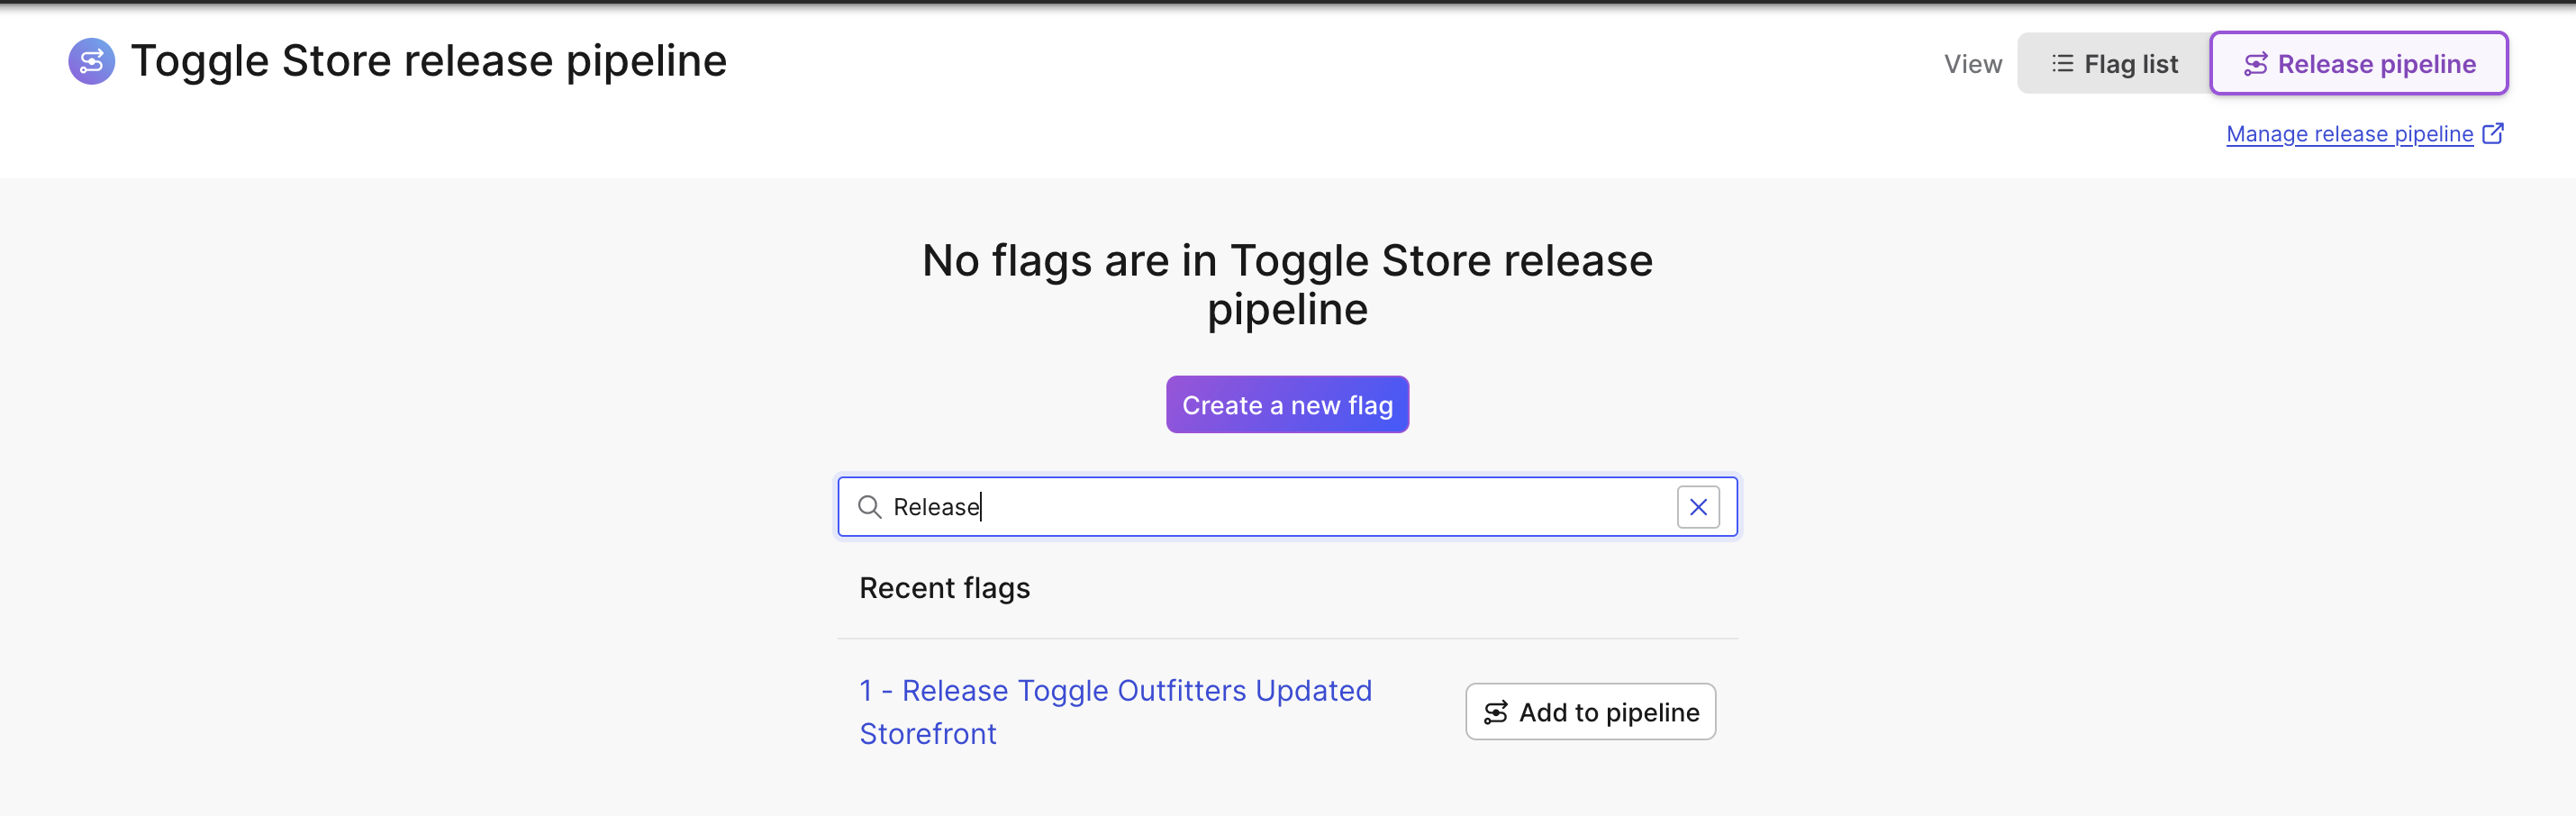 Toggle Store release pipeline
View
Flag list
Release pipeline
Manage release pipeline
No flags are in Toggle Store release
pipeline
Create a new flag
Release
Recent flags
1 - Release Toggle Outfitters Updated
Storefront
Add to pipeline